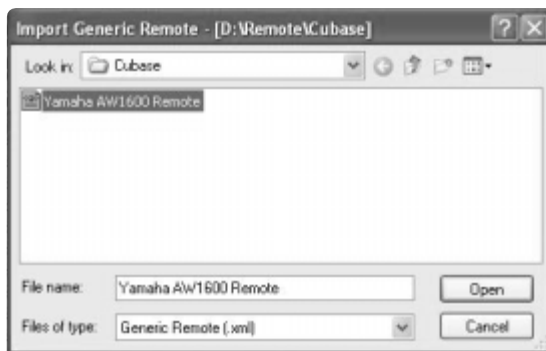 Import Generic Remote - [D:\Remote\Cubase]
Look in: Cubase
Yamaha AW1600 Remote
File name: Yamaha AW1600 Remote Open
Files of type: Generic Remote (.xml) Cancel